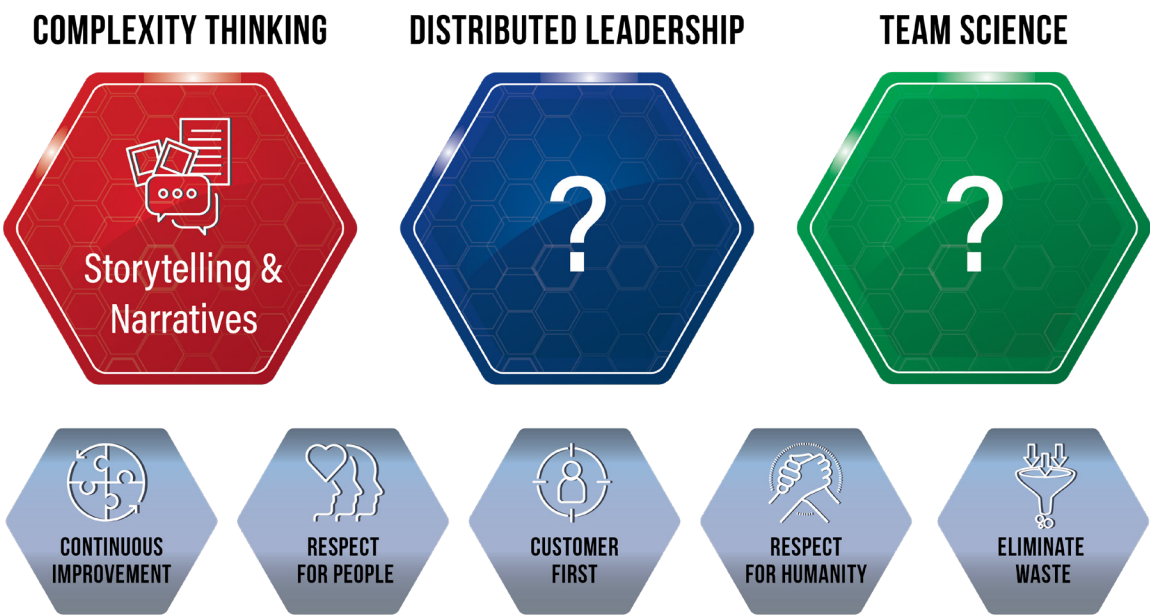 COMPLEXITY THINKING
DISTRIBUTED LEADERSHIP
TEAM SCIENCE
Storytelling &
Narratives
?
?
CONTINUOUS
IMPROVEMENT
RESPECT
FOR PEOPLE
CUSTOMER
FIRST
RESPECT
FOR HUMANITY
ELIMINATE
WASTE